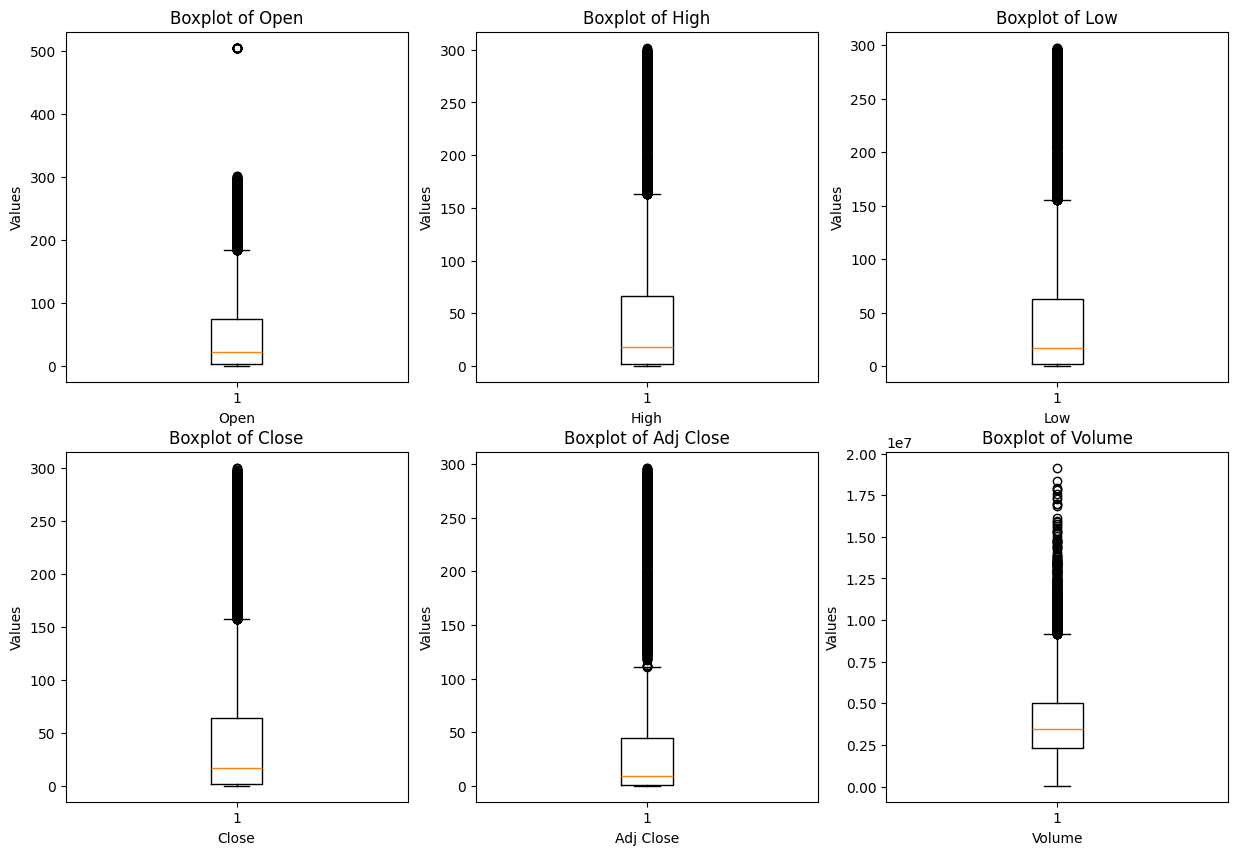 Boxplot of Open
500
400
300
200
100
0
Values
1
Open
Boxplot of High
300
250
200
150
100
50
0
Values
1
High
Boxplot of Low
300
250
200
150
100
50
0
Values
1
Low
Boxplot of Close
300
250
200
150
100
50
0
Values
1
Close
Boxplot of Adj Close
300
250
200
150
100
50
0
Values
1
Adj Close
Boxplot of Volume
1e7
2.00
1.75
1.50
1.25
1.00
0.75
0.50
0.25
0.00
Values
1
Volume